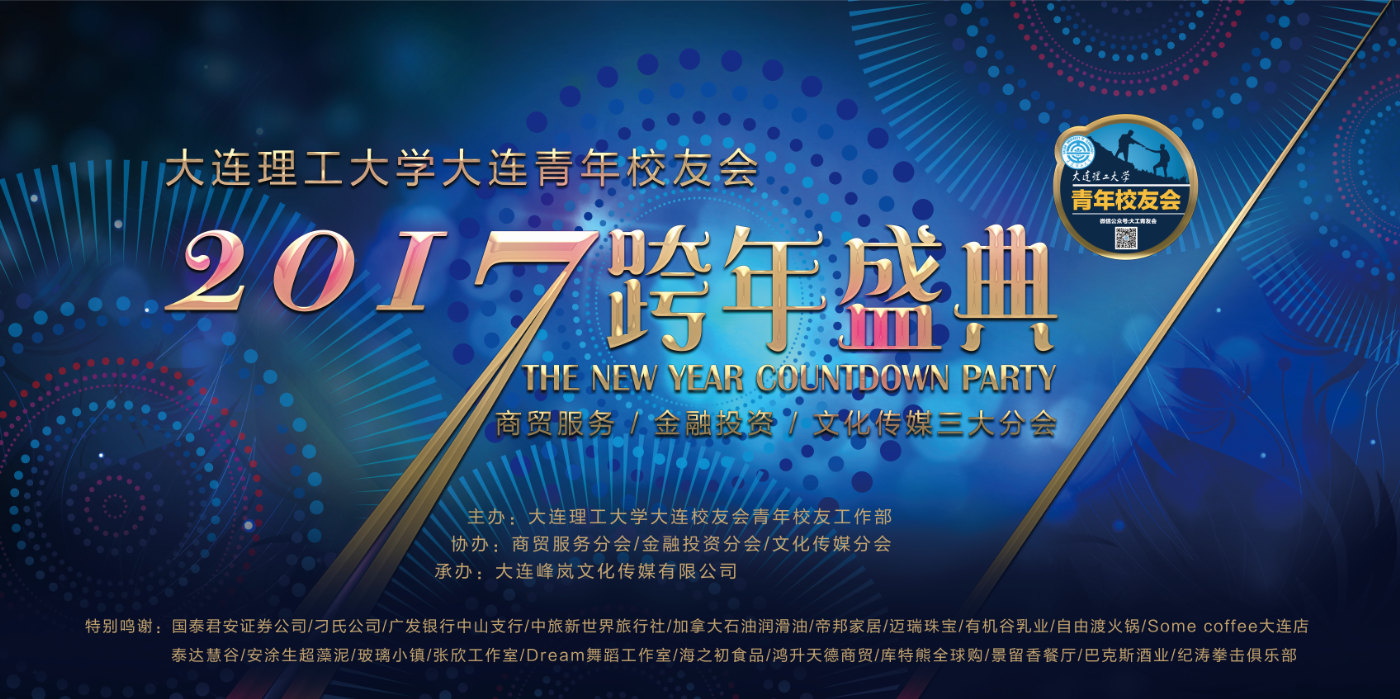 大连理工大学大连青年校友会
2017跨年盛典
THE NEW YEAR COUNTDOWN PARTY
商贸服务 / 金融投资 / 文化传媒三大分会
大连理工大学
青年校友会
微信公众号:大工青友会
主办：大连理工大学大连校友会青年校友工作部
协办：商贸服务分会/金融投资分会/文化传媒分会
承办：大连峰岚文化传媒有限公司
特别鸣谢：国泰君安证券公司/刁氏公司/广发银行中山支行/中旅新世界旅行社/加拿大石油润滑油/帝邦家居/迈瑞珠宝/有机谷乳业/自由渡火锅/Some coffee大连店
泰达慧谷/安涂生超藻泥/玻璃小镇/张欣工作室/Dream舞蹈工作室/海之初食品/鸿升天德商贸/库特熊全球购/景留香餐厅/巴克斯酒业/纪涛拳击俱乐部